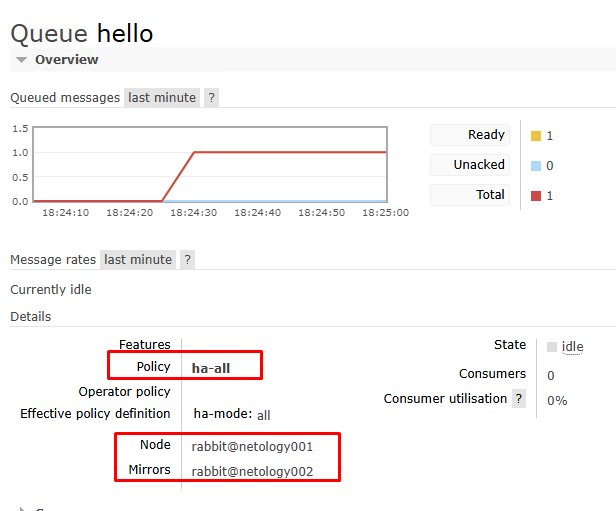 Queue hello
Overview
Queued messages last minute ?
1.5
1.0
0.5
0.0
18:24:10 18:24:20 18:24:30 18:24:40 18:24:50 18:25:00
Ready 1
Unacked 0
Total 1
Message rates last minute ?
Currently idle
Details
Features
Policy ha-all
Operator policy
Effective policy definition ha-mode: all
Node rabbit@netology001
Mirrors rabbit@netology002
State idle
Consumers 0
Consumer utilisation ? 0%